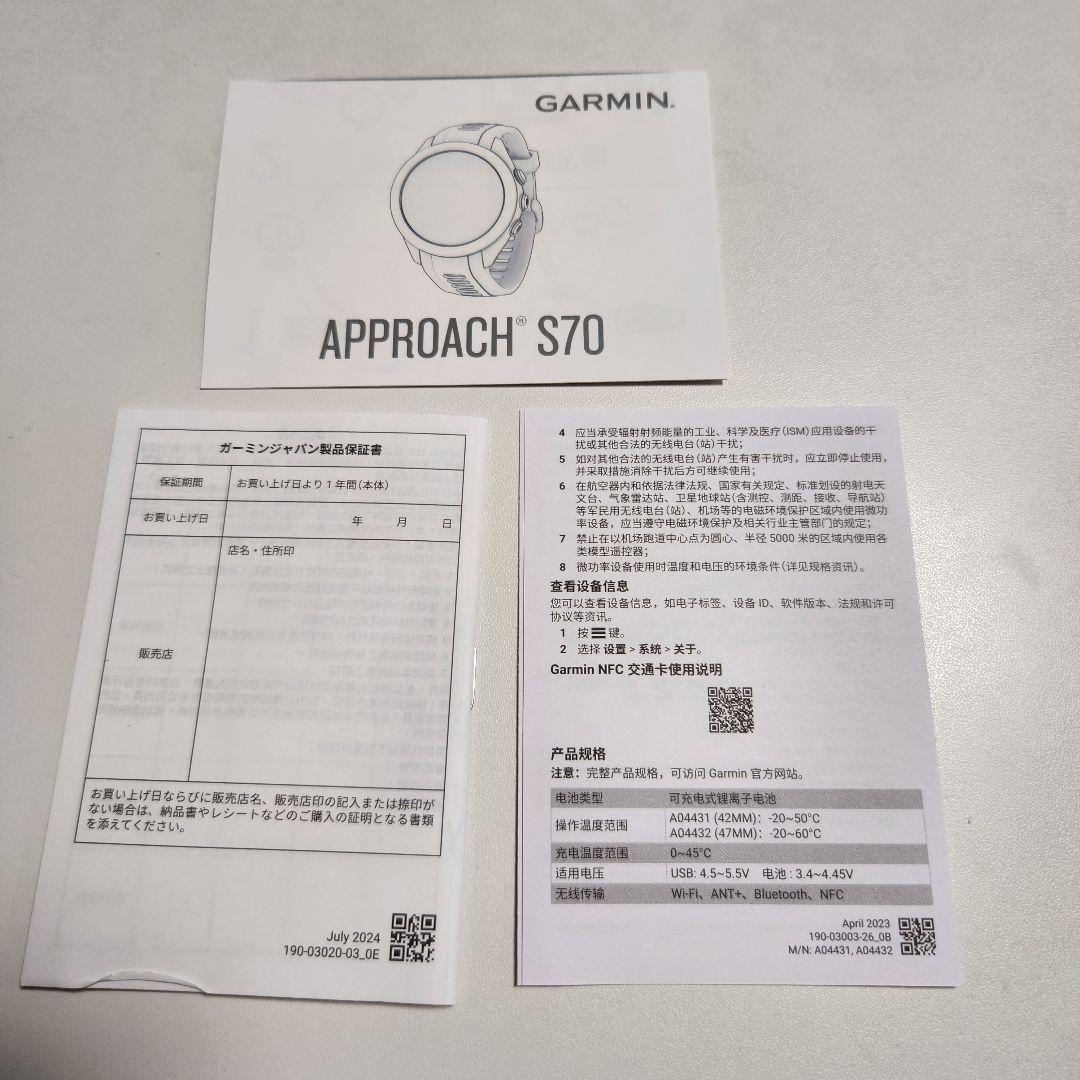 GARMIN®
APPROACH® S70
ガーミンジャパン製品保証書
保証期間
お買い上げ日より1年間(本体)
お買い上げ日
年 月 日
販売店
店名・住所印
お買い上げ日ならびに販売店名、販売店印の記入または捺印が
ない場合は、納品書やレシートなどのご購入の証明となる書類
を添えてください。
July 2024
190-03020-03_0E
4 应当承受辐射射频能量的工业、科学及医疗(ISM)应用设备的干
扰或其他合法的无线电台(站)干扰;
5 如对其他合法的无线电台(站)产生有害干扰时,应立即停止使用,
并采取措施消除干扰后方可继续使用;
6 在航空器内和依据法律法规、国家有关规定、标准划设的射电天
文台、气象雷达站、卫星地球站(含测控、测距、接收、导航站)
等军民用无线电台(站)、机场等的电磁环境保护区域内使用微功
率设备,应当遵守电磁环境保护及相关行业主管部门的规定;
7 禁止在以机场跑道中心点为圆心、半径 5000 米的区域内使用各
类模型遥控器;
8 微功率设备使用时温度和电压的环境条件(详见规格资讯)。
查看设备信息
您可以查看设备信息,如电子标签、设备 ID、软件版本、法规和许可
协议等资讯。
1 按 键。
2 选择 设置 > 系统 > 关于。
Garmin NFC 交通卡使用说明
产品规格
注意:完整产品规格,可访问 Garmin 官方网站。
电池类型 可充电式锂离子电池
操作温度范围 A04431 (42MM): -20~50°C
A04432 (47MM): -20~60°C
充电温度范围 0~45°C
适用电压 USB: 4.5~5.5V 电池 : 3.4~4.45V
无线传输 Wi-Fi、ANT+、Bluetooth、NFC
April 2023
190-03003-26_0B
M/N: A04431, A04432